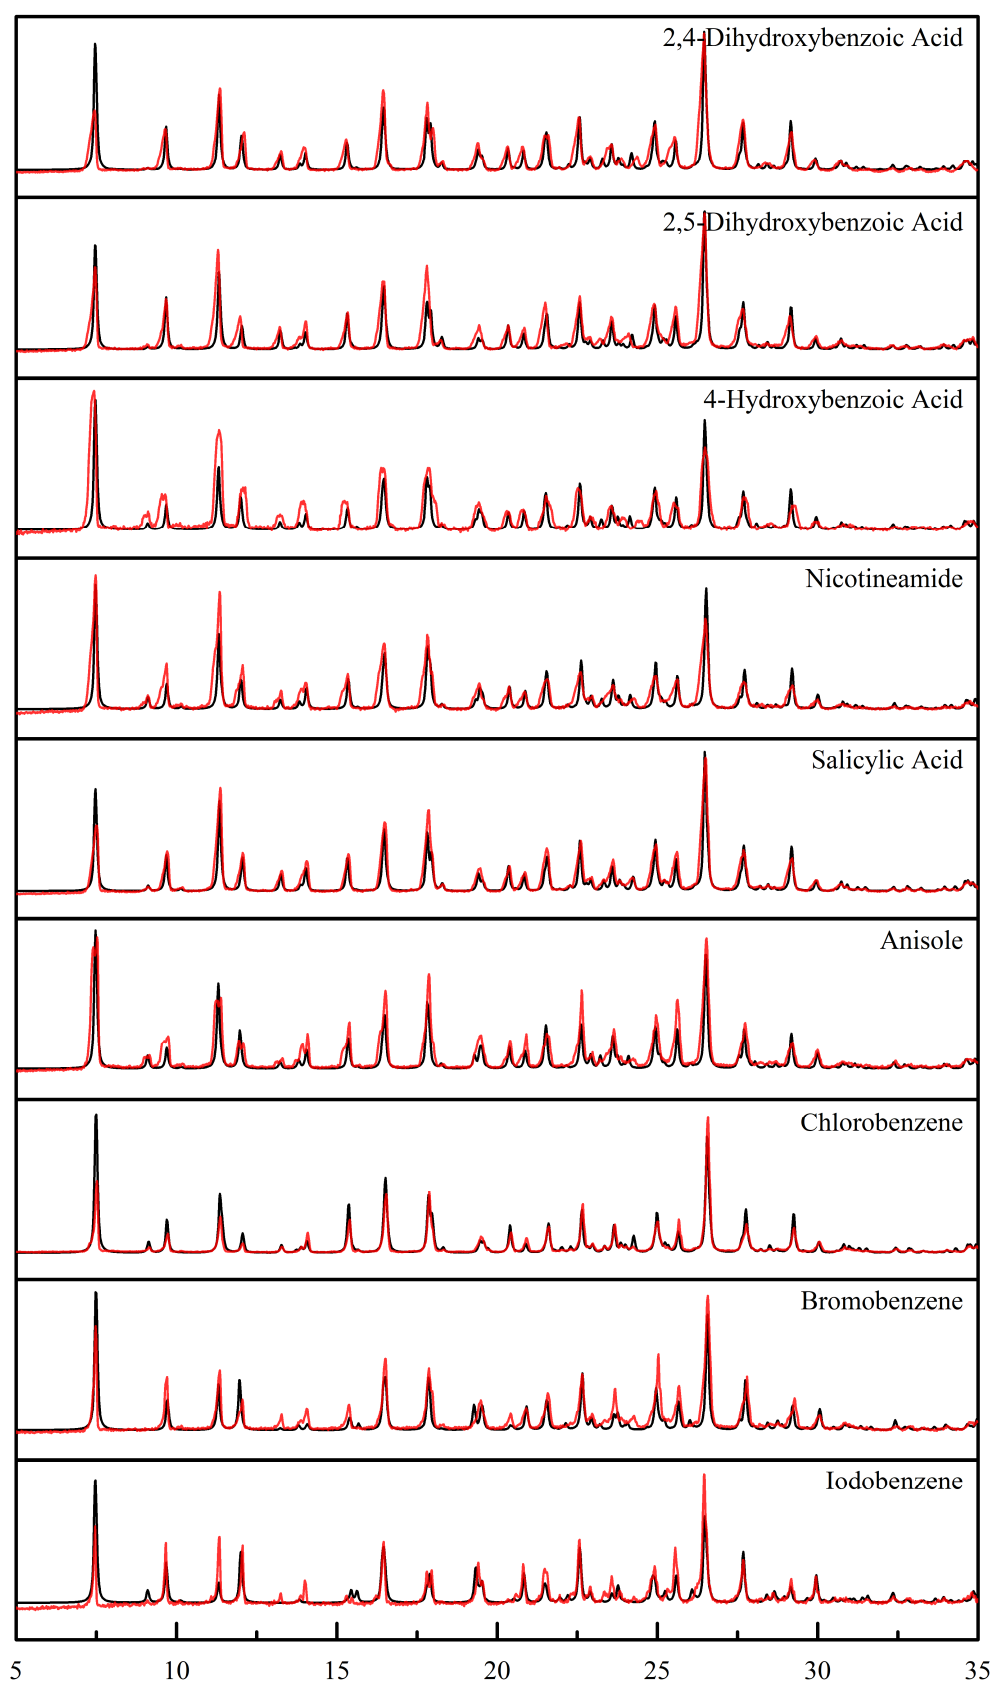 2,4-Dihydroxybenzoic Acid
2,5-Dihydroxybenzoic Acid
4-Hydroxybenzoic Acid
Nicotineamide
Salicylic Acid
Anisole
Chlorobenzene
Bromobenzene
Iodobenzene
5 10 15 20 25 30 35